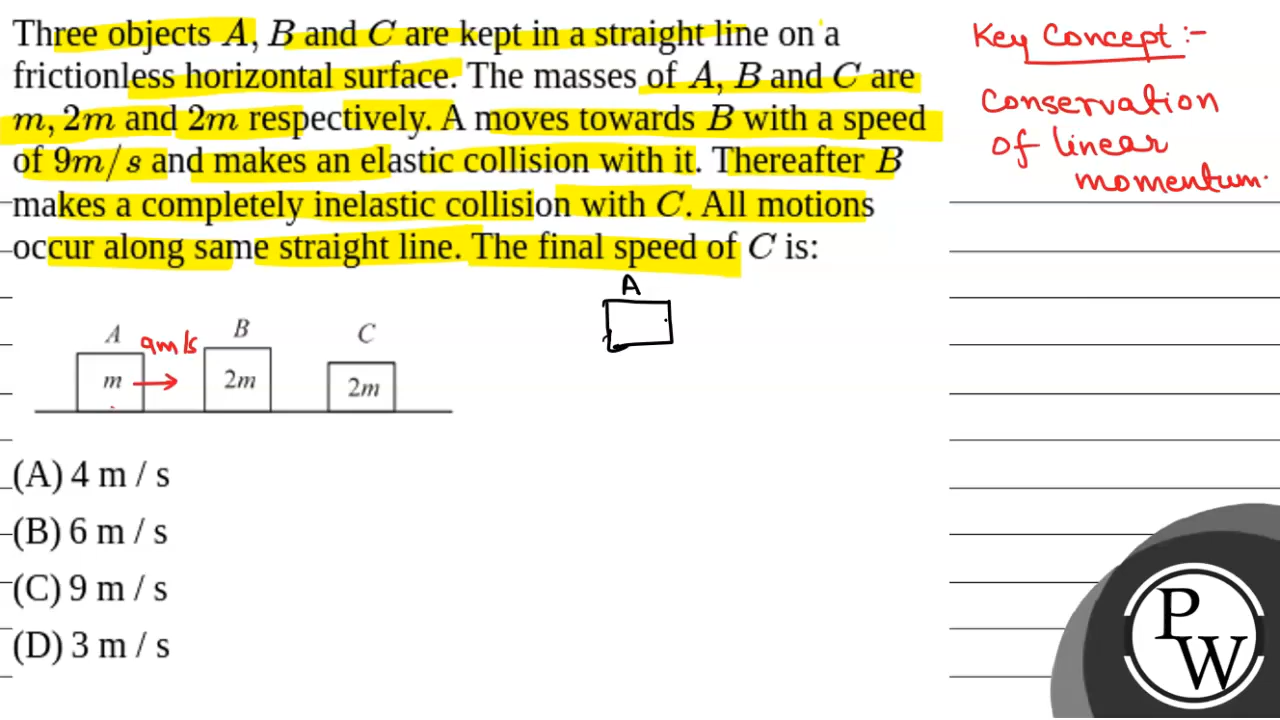 Three objects A, B and C are kept in a straight line on a
frictionless horizontal surface. The masses of A, B and C are
m, 2m and 2m respectively. A moves towards B with a speed
of 9m/s and makes an elastic collision with it. Thereafter B
makes a completely inelastic collision with C. All motions
occur along same straight line. The final speed of C is:
Key Concept :-
Conservation
of linear
momentum.
A
A
9m/s
B
C
m
2m
2m
(A) 4 m / s
(B) 6 m / s
(C) 9 m / s
(D) 3 m / s
P
W